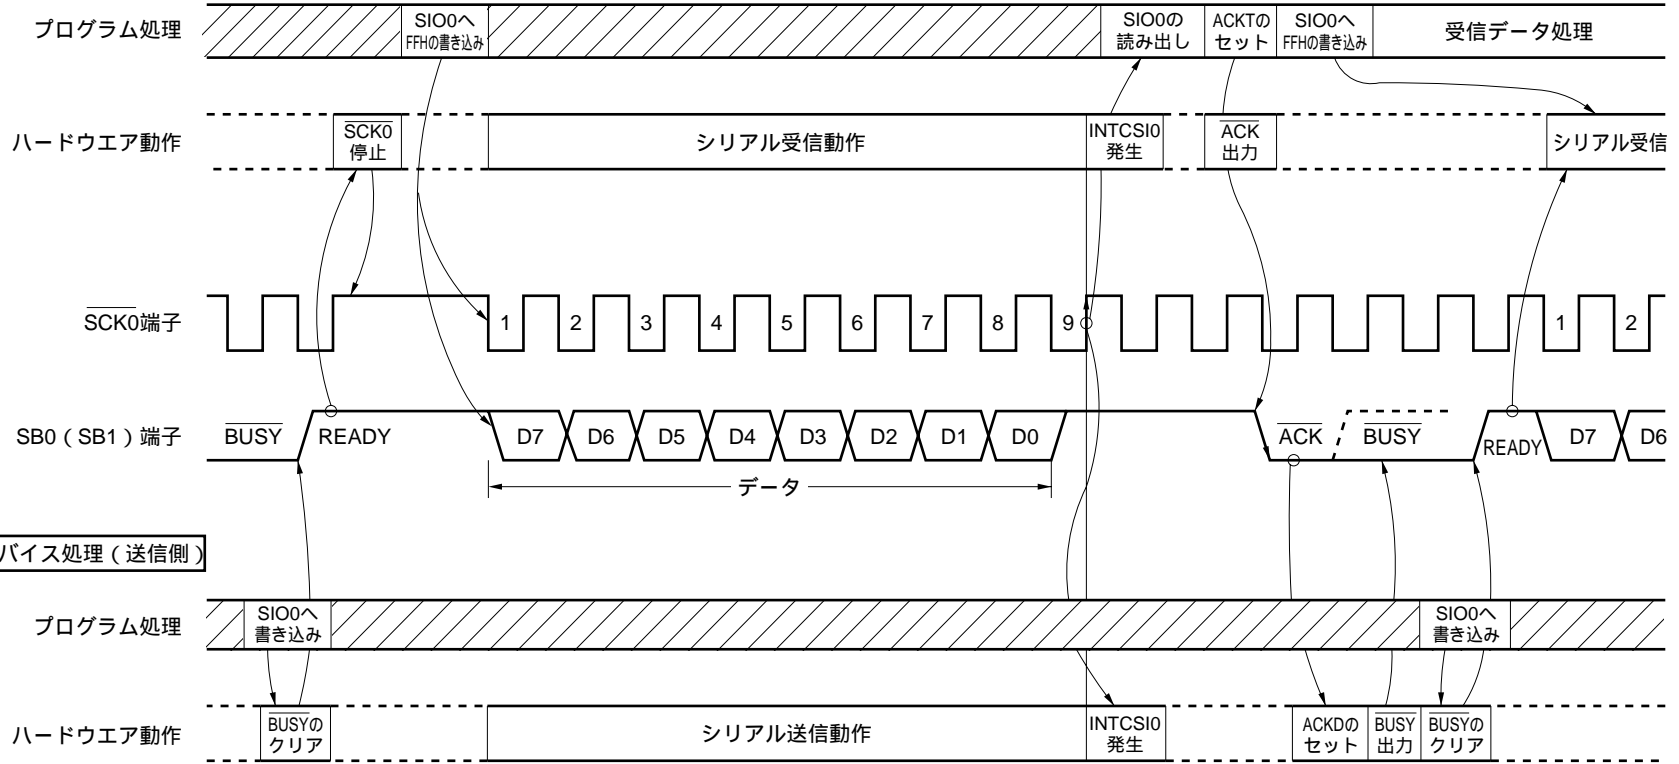 プログラム処理
SIO0へ
FFHの書き込み
SIO0の
読み出し
ACKTの
セット
SIO0へ
FFHの書き込み
受信データ処理
ハードウエア動作
SCK0
停止
シリアル受信動作
INTCSI0
発生
ACK
出力
シリアル受信
SCK0端子
1 2 3 4 5 6 7 8 9 1 2
SB0（SB1）端子
BUSY READY D7 D6 D5 D4 D3 D2 D1 D0 ACK BUSY READY D7 D6
データ
バイス処理（送信側）
プログラム処理
SIO0へ
書き込み
SIO0へ
書き込み
ハードウエア動作
BUSYの
クリア
シリアル送信動作
INTCSI0
発生
ACKDの
セット
BUSY
出力
BUSYの
クリア